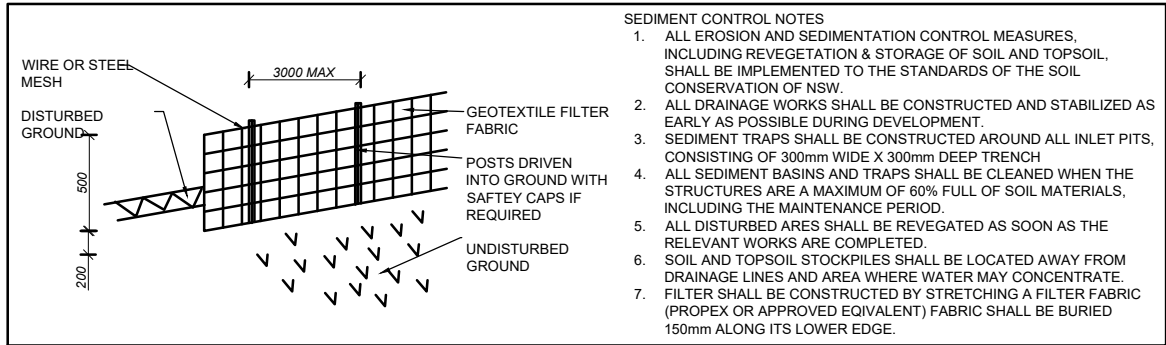 WIRE OR STEEL
MESH
DISTURBED
GROUND
3000 MAX
500
200
GEOTEXTILE FILTER
FABRIC
POSTS DRIVEN
INTO GROUND WITH
SAFTEY CAPS IF
REQUIRED
UNDISTURBED
GROUND
SEDIMENT CONTROL NOTES
1. ALL EROSION AND SEDIMENTATION CONTROL MEASURES,
INCLUDING REVEGETATION & STORAGE OF SOIL AND TOPSOIL,
SHALL BE IMPLEMENTED TO THE STANDARDS OF THE SOIL
CONSERVATION OF NSW.
2. ALL DRAINAGE WORKS SHALL BE CONSTRUCTED AND STABILIZED AS
EARLY AS POSSIBLE DURING DEVELOPMENT.
3. SEDIMENT TRAPS SHALL BE CONSTRUCTED AROUND ALL INLET PITS,
CONSISTING OF 300mm WIDE X 300mm DEEP TRENCH
4. ALL SEDIMENT BASINS AND TRAPS SHALL BE CLEANED WHEN THE
STRUCTURES ARE A MAXIMUM OF 60% FULL OF SOIL MATERIALS,
INCLUDING THE MAINTENANCE PERIOD.
5. ALL DISTURBED ARES SHALL BE REVEGATED AS SOON AS THE
RELEVANT WORKS ARE COMPLETED.
6. SOIL AND TOPSOIL STOCKPILES SHALL BE LOCATED AWAY FROM
DRAINAGE LINES AND AREA WHERE WATER MAY CONCENTRATE.
7. FILTER SHALL BE CONSTRUCTED BY STRETCHING A FILTER FABRIC
(PROPEX OR APPROVED EQIVALENT) FABRIC SHALL BE BURIED
150mm ALONG ITS LOWER EDGE.